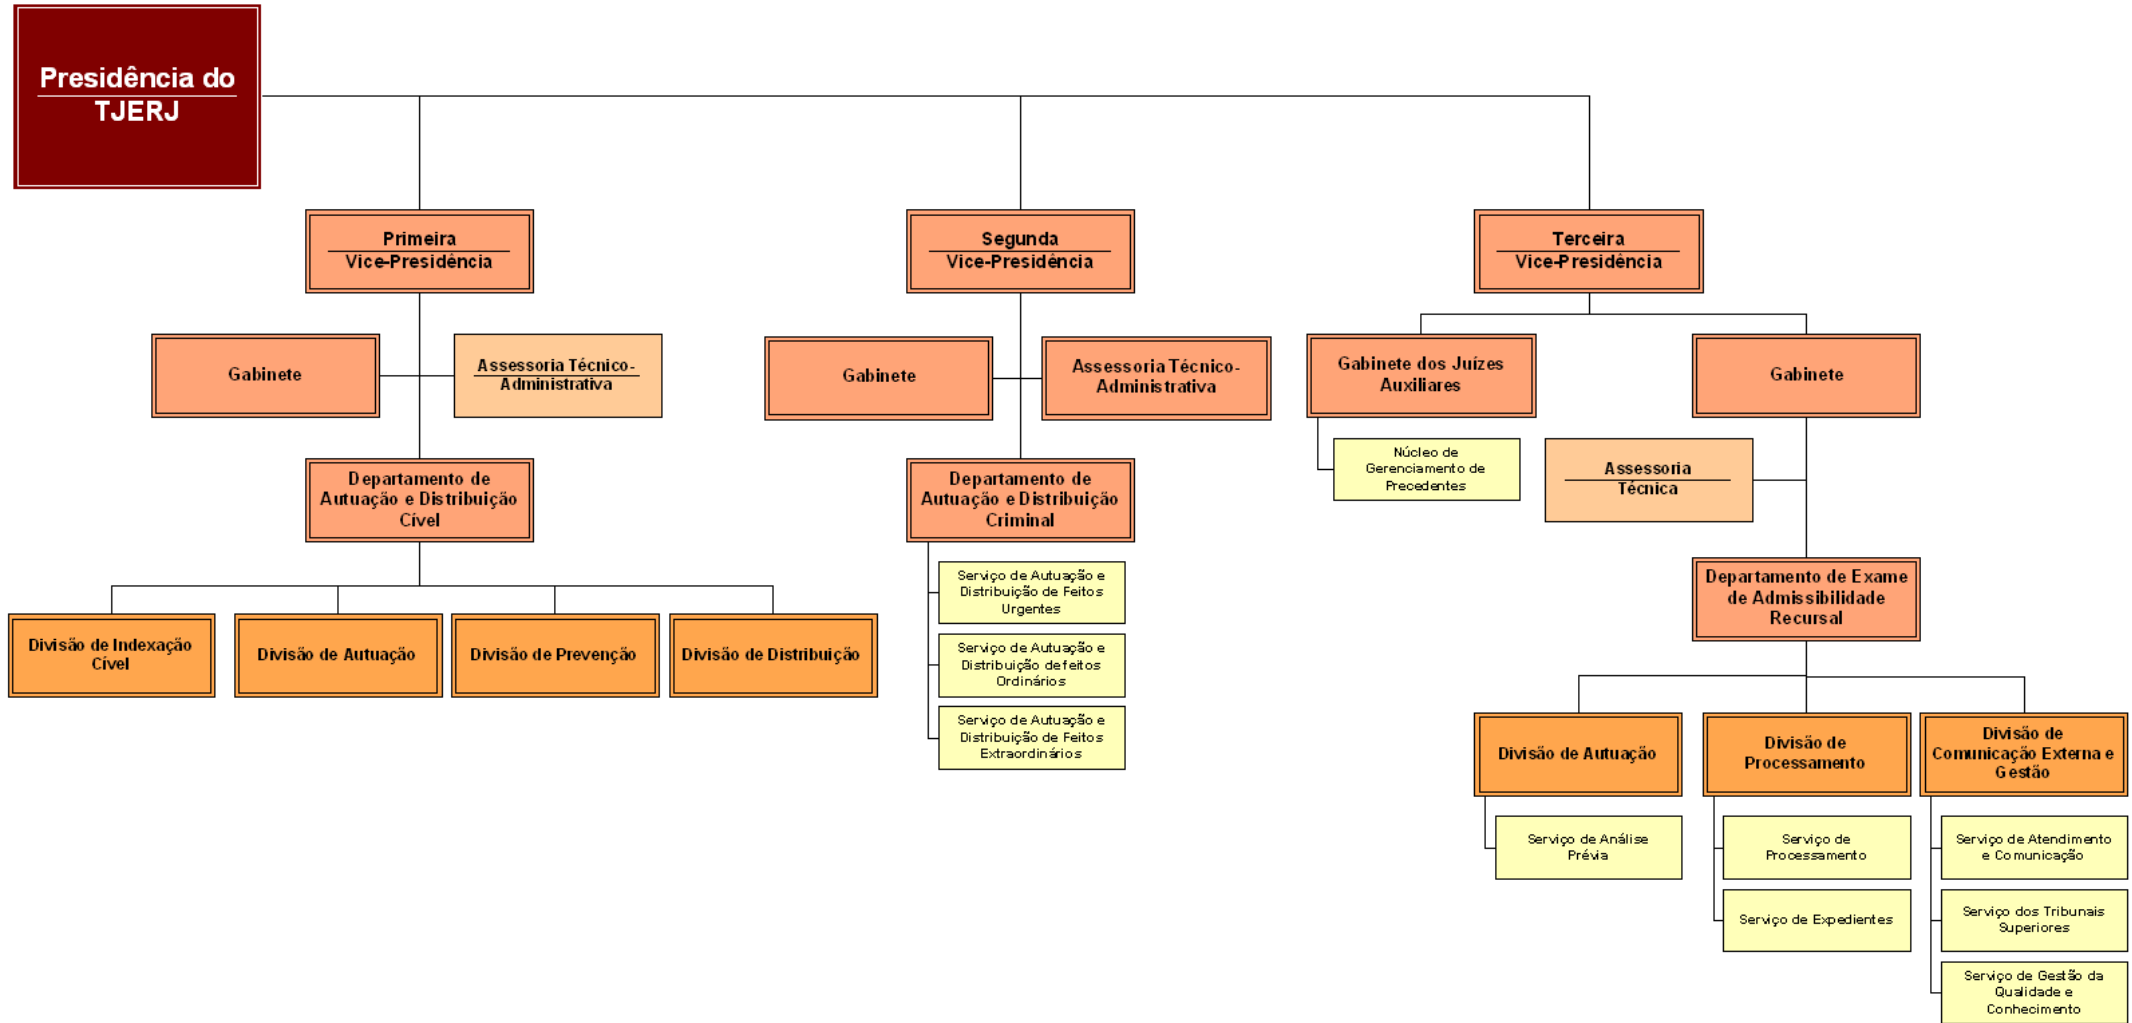 Presidência do
TJERJ
Primeira
Vice-Presidência
Segunda
Vice-Presidência
Terceira
Vice-Presidência
Gabinete
Assessoria Técnico-
Administrativa
Gabinete
Assessoria Técnico-
Administrativa
Gabinete dos Juízes
Auxiliares
Gabinete
Núcleo de
Gerenciamento de
Precedentes
Assessoria
Técnica
Departamento de
Autuação e Distribuição
Cível
Departamento de
Autuação e Distribuição
Criminal
Departamento de Exame
de Admissibilidade
Recursal
Divisão de Indexação
Cível
Divisão de Autuação
Divisão de Prevenção
Divisão de Distribuição
Serviço de Autuação e
Distribuição de Feitos
Urgentes
Serviço de Autuação e
Distribuição de feitos
Ordinários
Serviço de Autuação e
Distribuição de Feitos
Extraordinários
Divisão de Autuação
Divisão de
Processamento
Divisão de
Comunicação Externa e
Gestão
Serviço de Análise
Prévia
Serviço de
Processamento
Serviço de Expedientes
Serviço de Atendimento
e Comunicação
Serviço dos Tribunais
Superiores
Serviço de Gestão da
Qualidade e
Conhecimento